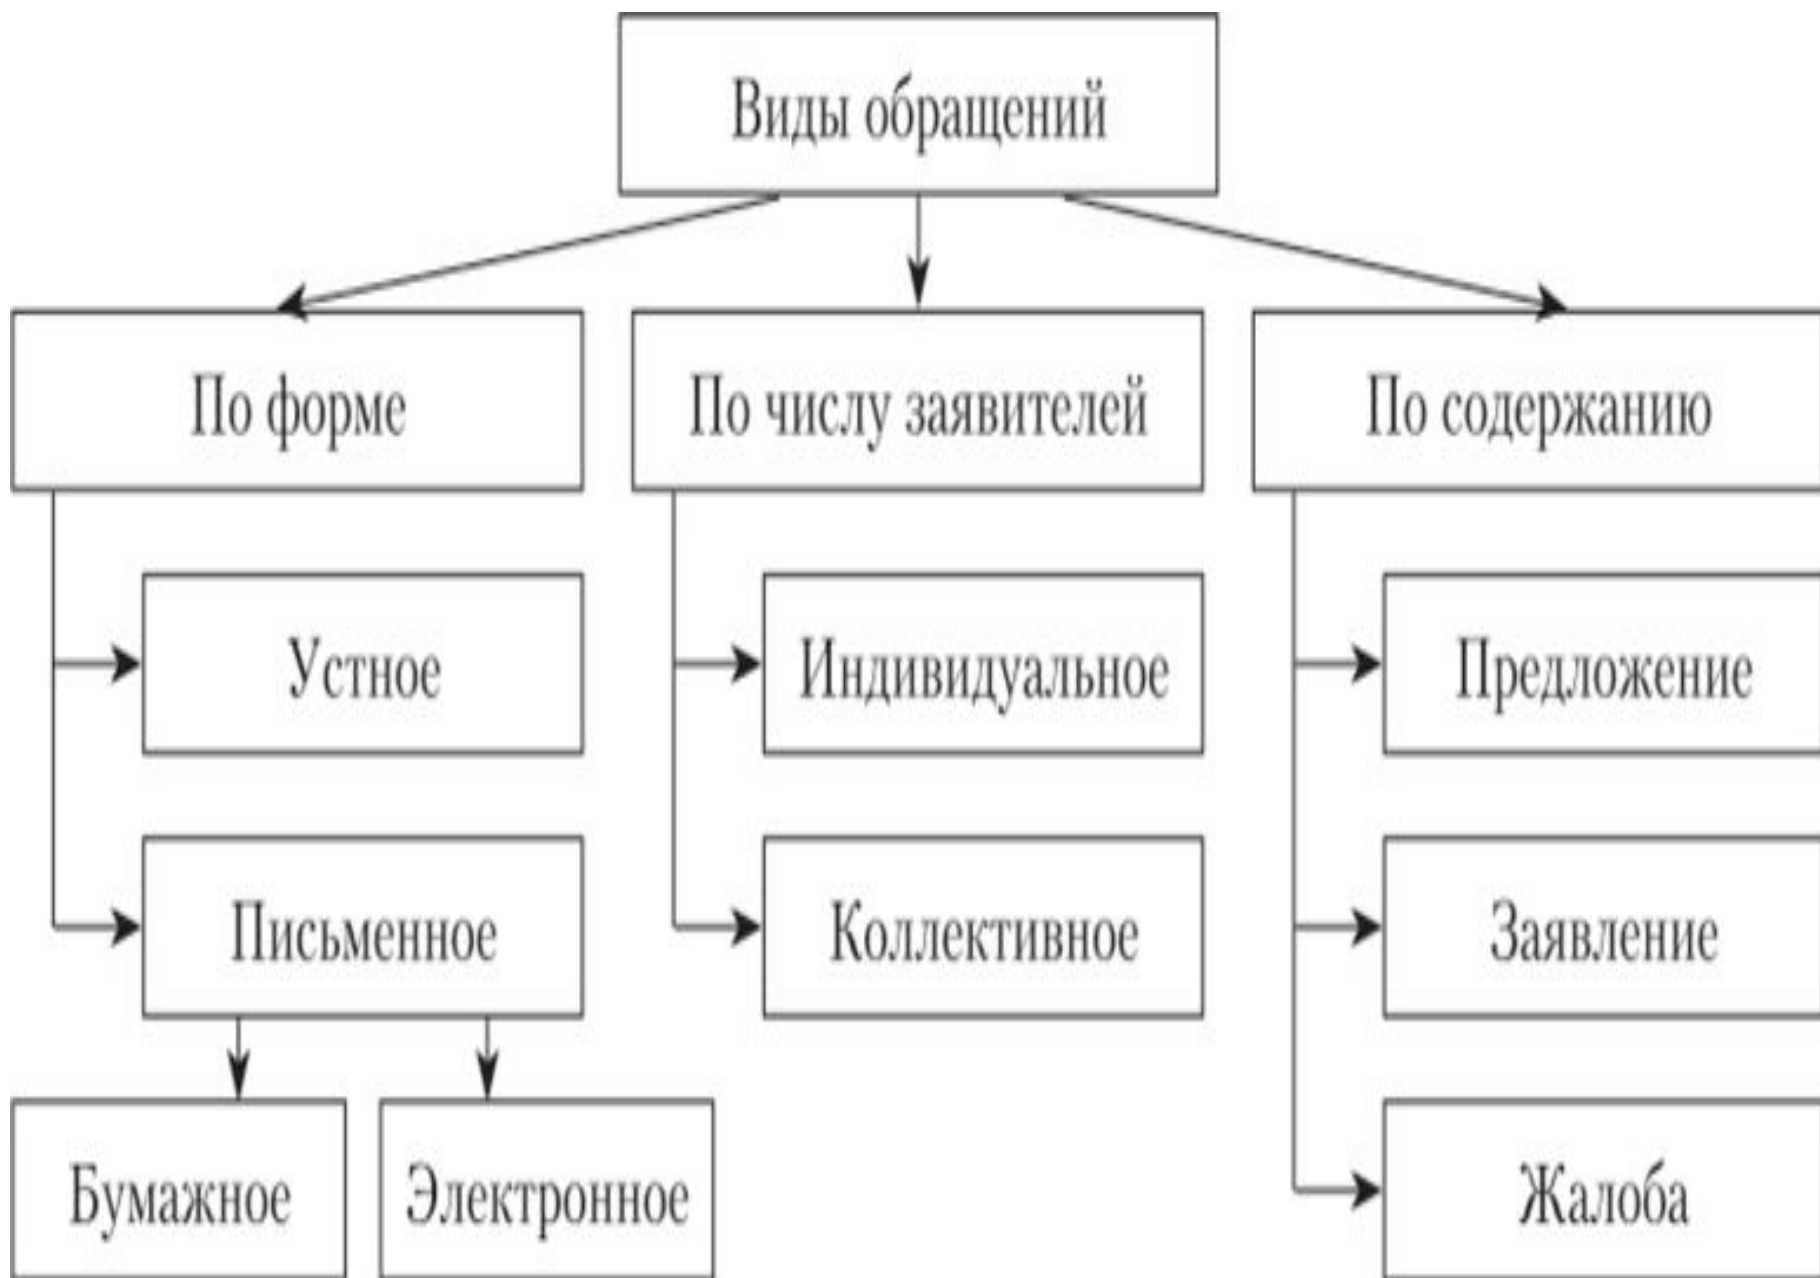 Виды обращений
По форме
По числу заявителей
По содержанию
Устное
Индивидуальное
Предложение
Письменное
Коллективное
Заявление
Бумажное
Электронное
Жалоба